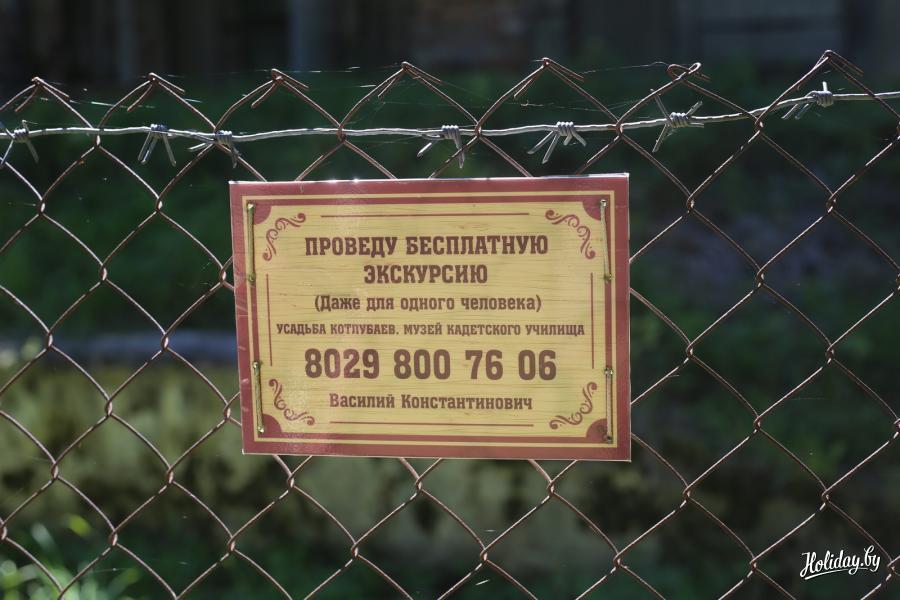 ПРОВЕДУ БЕСПЛАТНУЮ
ЭКСКУРСИЮ
(Даже для одного человека)
УСАДЬБА КОТЛУБАЕВ. МУЗЕЙ КАДЕТСКОГО УЧИЛИЩА
8029 800 76 06
Василий Константинович
Holiday.by